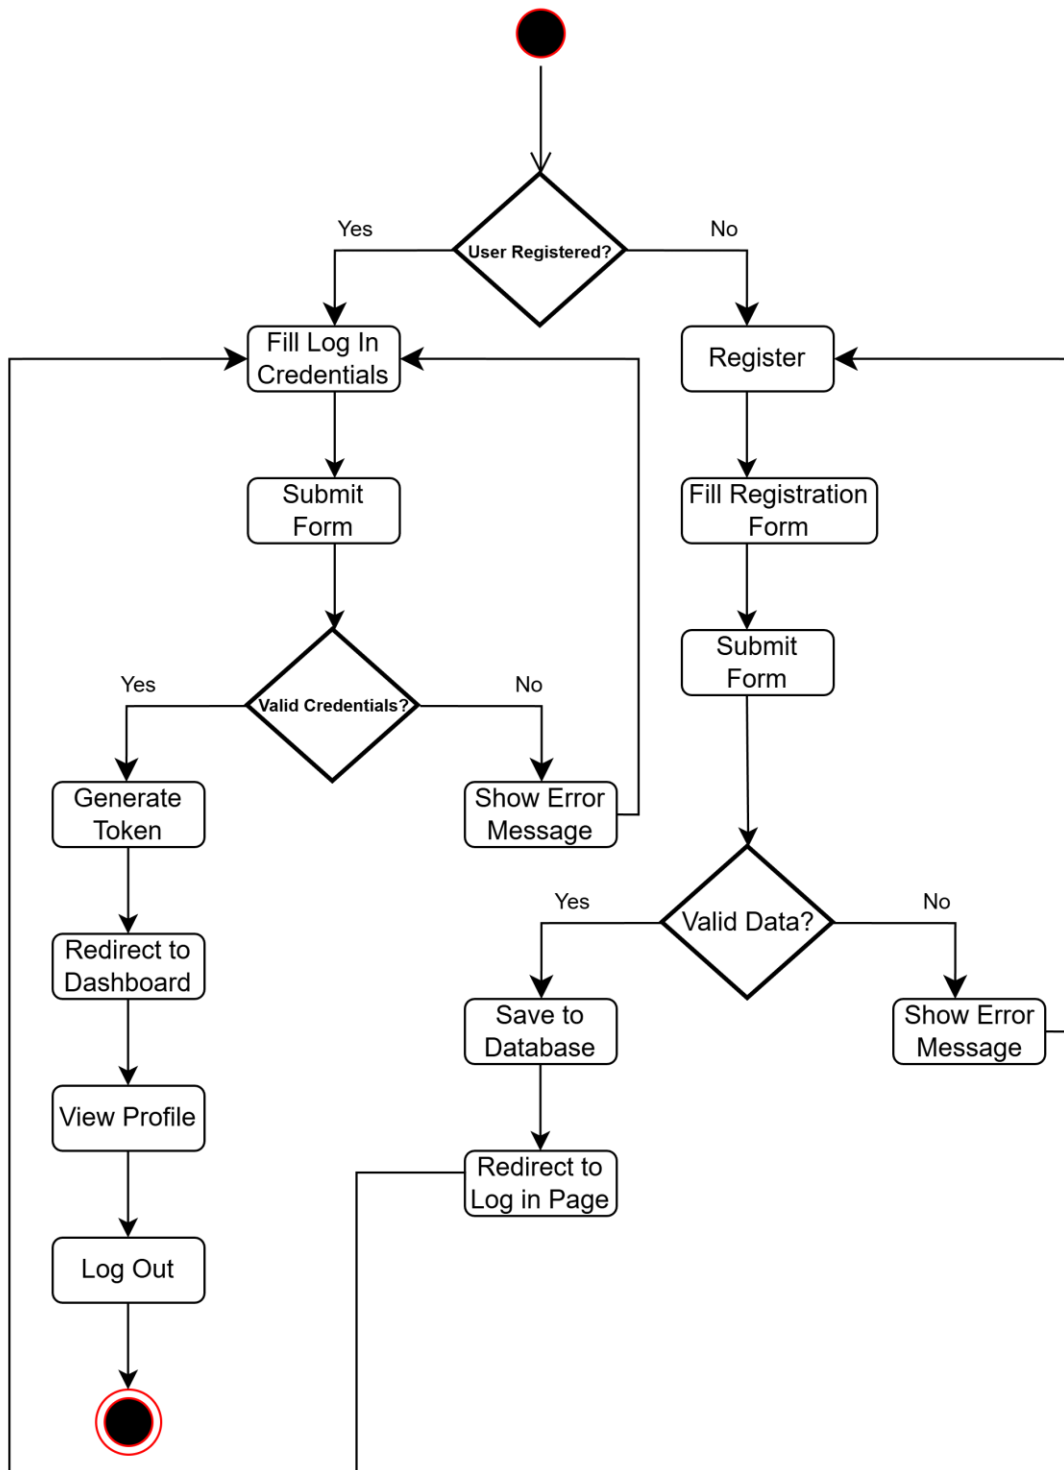 Yes
No
User Registered?
Fill Log In
Credentials
Register
Submit
Form
Fill Registration
Form
Submit
Form
Yes
No
Valid Credentials?
Generate
Token
Show Error
Message
Yes
No
Valid Data?
Redirect to
Dashboard
Save to
Database
Show Error
Message
View Profile
Redirect to
Log in Page
Log Out